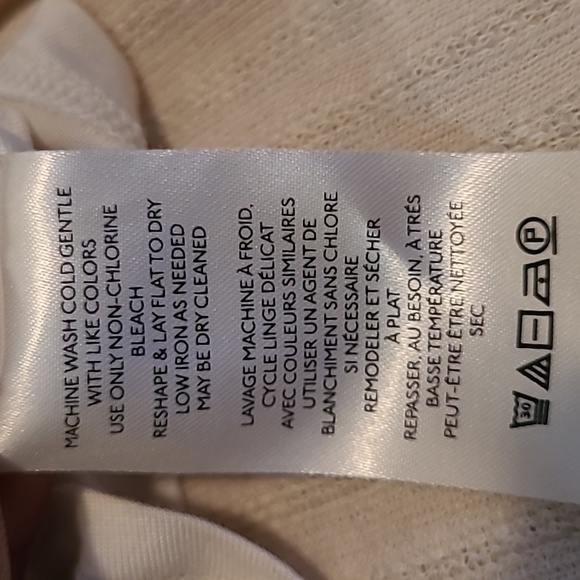 MACHINE WASH COLD GENTLE
WITH LIKE COLORS
USE ONLY NON-CHLORINE
BLEACH
RESHAPE & LAY FLAT TO DRY
LOW IRON AS NEEDED
MAY BE DRY CLEANED
LAVAGE MACHINE À FROID,
CYCLE LINGE DÉLICAT
AVEC COULEURS SIMILAIRES
UTILISER UN AGENT DE
BLANCHIMENT SANS CHLORE
SI NÉCESSAIRE
REMODELER ET SÉCHER
À PLAT
REPASSER, AU BESOIN, À TRÉS
BASSE TEMPÉRATURE
PEUT-ÊTRE ÊTRE NETTOYÉE
SEC
30 P